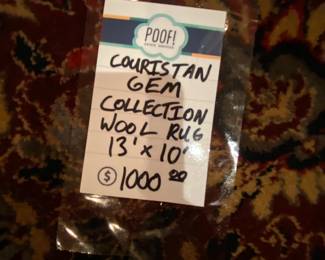 POOF!
COURISTAN
GEM
COLLECTION
WOOL RUG
13' x 10'
$ 1000 00